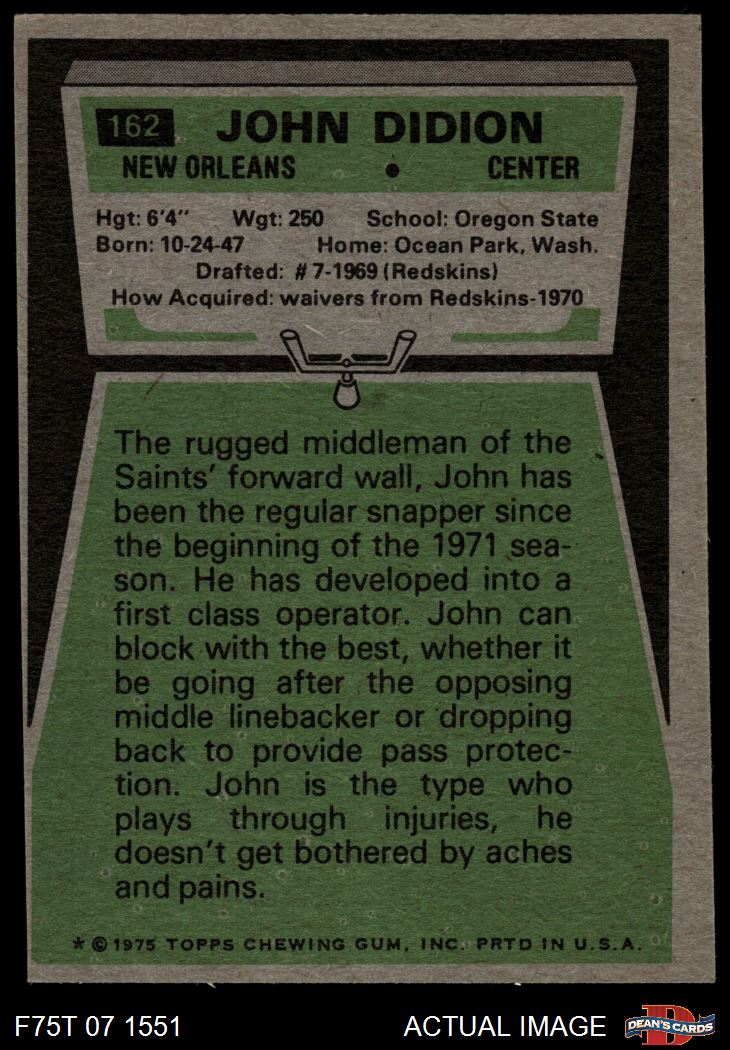 162 JOHN DIDION
NEW ORLEANS • CENTER
Hgt: 6'4" Wgt: 250 School: Oregon State
Born: 10-24-47 Home: Ocean Park, Wash.
Drafted: #7-1969 (Redskins)
How Acquired: waivers from Redskins-1970
The rugged middleman of the
Saints' forward wall, John has
been the regular snapper since
the beginning of the 1971 sea-
son. He has developed into a
first class operator. John can
block with the best, whether it
be going after the opposing
middle linebacker or dropping
back to provide pass protec-
tion. John is the type who
plays through injuries, he
doesn't get bothered by aches
and pains.
* © 1975 TOPPS CHEWING GUM, INC. PRTD IN U.S.A.
F75T 07 1551 ACTUAL IMAGE D DEAN'S CARDS